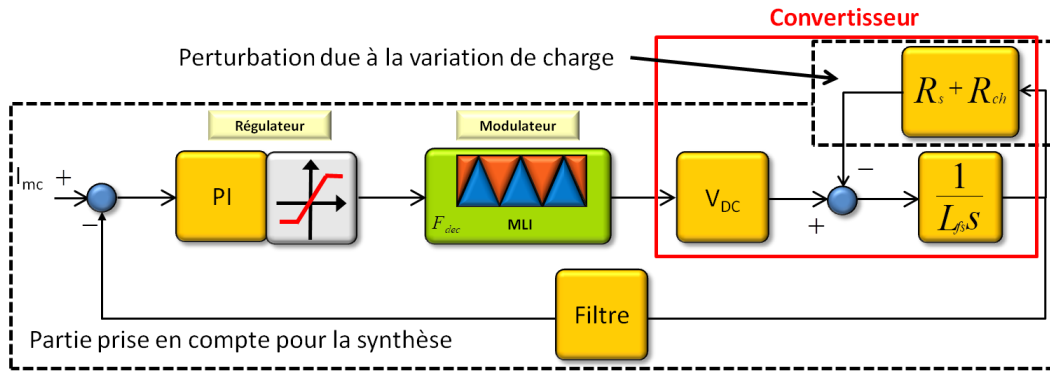 Convertisseur
Perturbation due à la variation de charge
Rs + Rch
Régulateur
Modulateur
Imc
+
−
PI
Fdec
MLI
VDC
−
+
1
Lfs s
Filtre
Partie prise en compte pour la synthèse